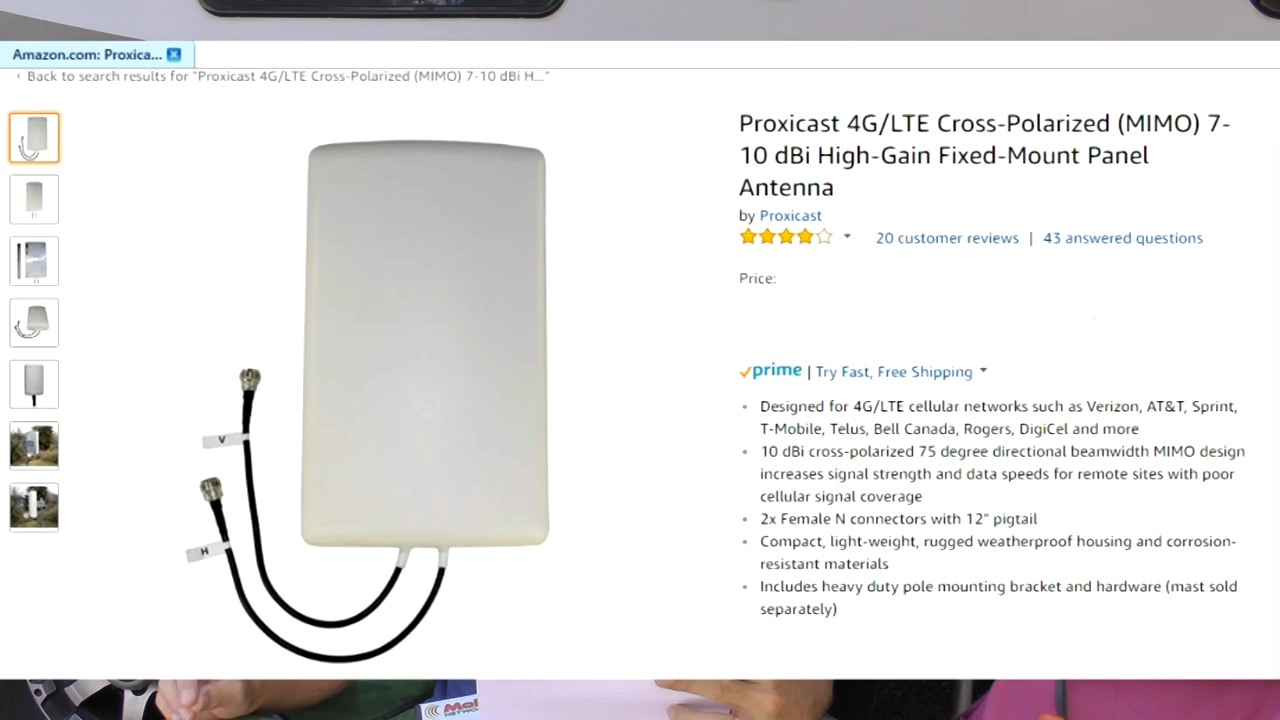 Amazon.com: Proxica...
‹ Back to search results for "Proxicast 4G/LTE Cross-Polarized (MIMO) 7-10 dBi H..."
Proxicast 4G/LTE Cross-Polarized (MIMO) 7-
10 dBi High-Gain Fixed-Mount Panel
Antenna
by Proxicast
20 customer reviews | 43 answered questions
Price:
prime | Try Fast, Free Shipping
• Designed for 4G/LTE cellular networks such as Verizon, AT&T, Sprint,
T-Mobile, Telus, Bell Canada, Rogers, DigiCel and more
• 10 dBi cross-polarized 75 degree directional beamwidth MIMO design
increases signal strength and data speeds for remote sites with poor
cellular signal coverage
• 2x Female N connectors with 12" pigtail
• Compact, light-weight, rugged weatherproof housing and corrosion-
resistant materials
• Includes heavy duty pole mounting bracket and hardware (mast sold
separately)
V
H